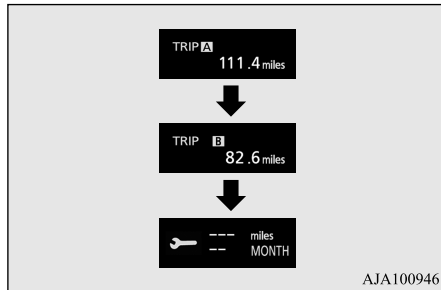 TRIP A
111.4 miles
TRIP B
82.6 miles
--- miles
-- MONTH
AJA100946